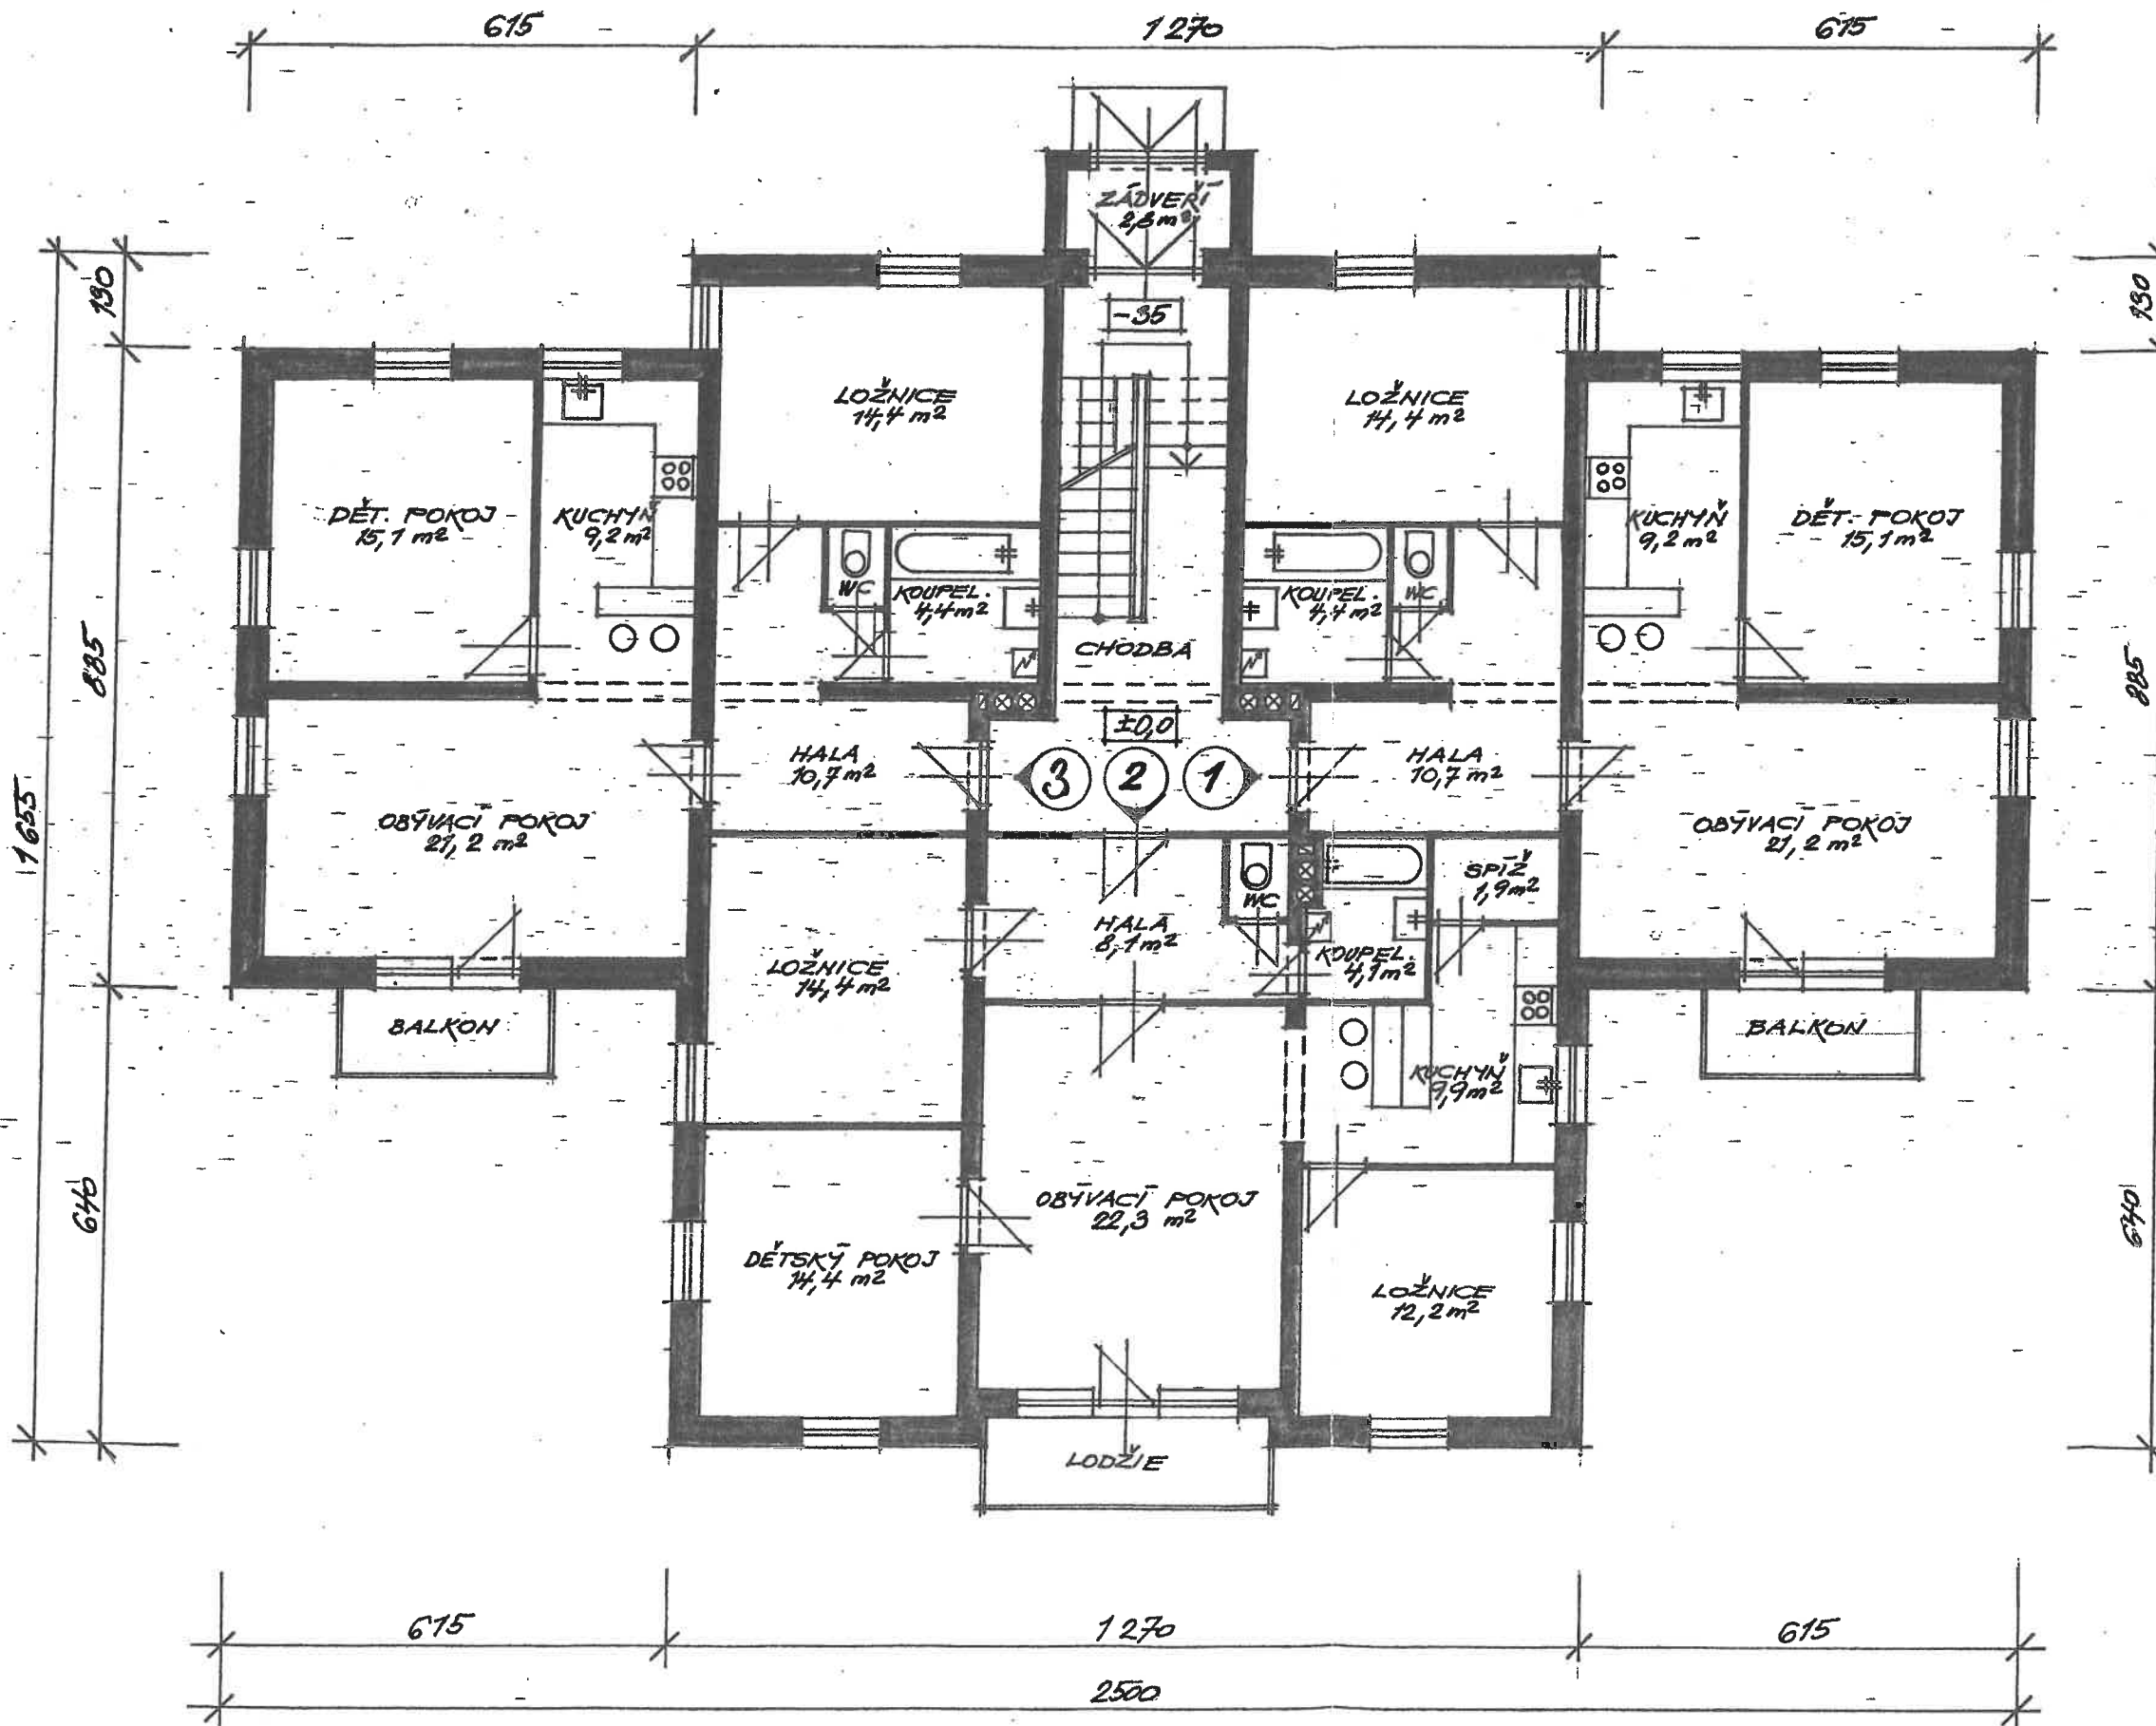 615
1270
615
ZÁDVEŘÍ
2,8 m²
130
130
-35
LOŽNICE
14,4 m²
LOŽNICE
14,4 m²
DĚT. POKOJ
15,1 m²
KUCHYŇ
9,2 m²
KUCHYŇ
9,2 m²
DĚT. POKOJ
15,1 m²
WC
KOUPEL.
4,4 m²
KOUPEL.
4,4 m²
WC
CHODBA
885
885
±0,0
HALA
10,7 m²
3
2
1
HALA
10,7 m²
1655
OBÝVACÍ POKOJ
21,2 m²
OBÝVACÍ POKOJ
21,2 m²
SPÍŽ
1,9 m²
WC
HALA
8,1 m²
KOUPEL.
4,1 m²
LOŽNICE
14,4 m²
BALKON
BALKON
KUCHYŇ
9,9 m²
640
640
OBÝVACÍ POKOJ
22,3 m²
DĚTSKÝ POKOJ
14,4 m²
LOŽNICE
12,2 m²
LODŽIE
615
1270
615
2500